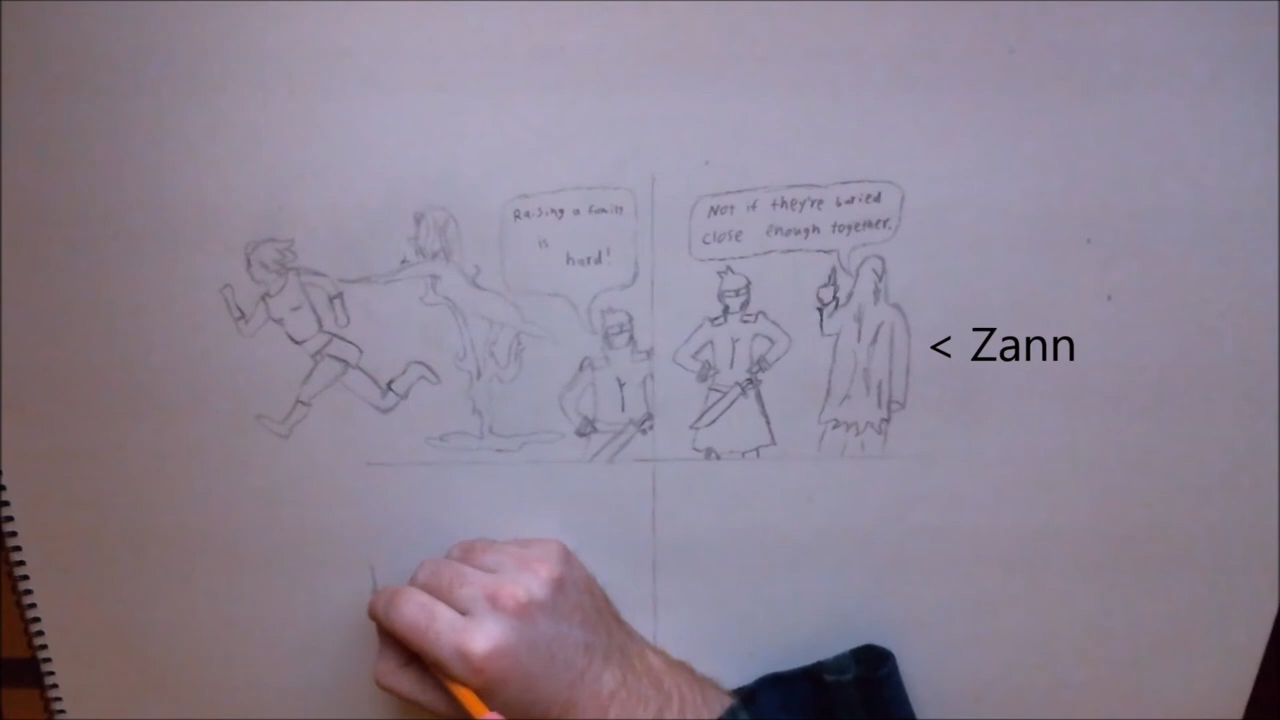 Raising a family
is
hard!
Not if they're buried
close enough together.
< Zann